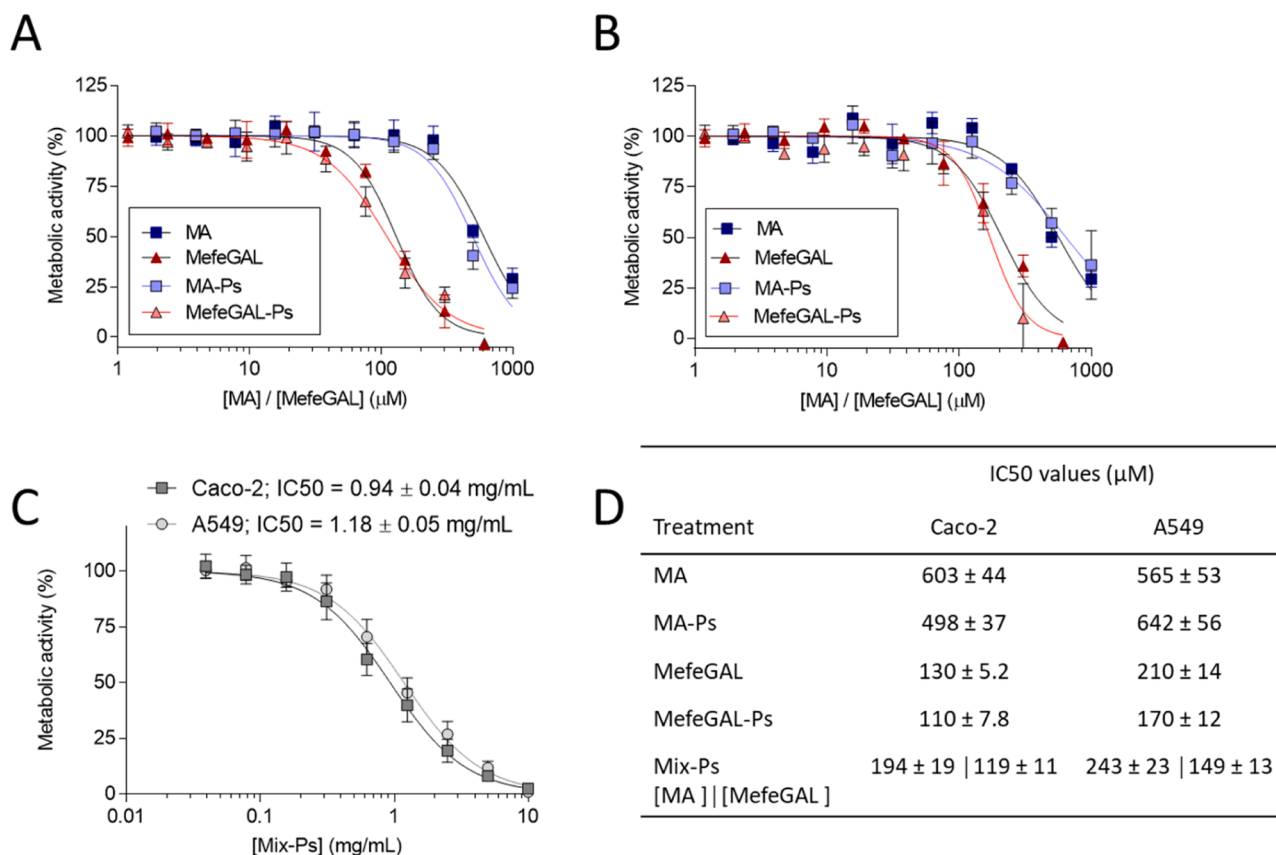 A
125
100
75
50
25
0
Metabolic activity (%)
MA
MefeGAL
MA-Ps
MefeGAL-Ps
1 10 100 1000
[MA] / [MefeGAL] (μM)
B
125
100
75
50
25
0
Metabolic activity (%)
MA
MefeGAL
MA-Ps
MefeGAL-Ps
1 10 100 1000
[MA] / [MefeGAL] (μM)
C
Caco-2; IC50 = 0.94 ± 0.04 mg/mL
A549; IC50 = 1.18 ± 0.05 mg/mL
100
75
50
25
0
Metabolic activity (%)
0.01 0.1 1 10
[Mix-Ps] (mg/mL)
D
IC50 values (μM)
Treatment Caco-2 A549
MA 603 ± 44 565 ± 53
MA-Ps 498 ± 37 642 ± 56
MefeGAL 130 ± 5.2 210 ± 14
MefeGAL-Ps 110 ± 7.8 170 ± 12
Mix-Ps 194 ± 19 | 119 ± 11 243 ± 23 | 149 ± 13
[MA ] | [MefeGAL ]